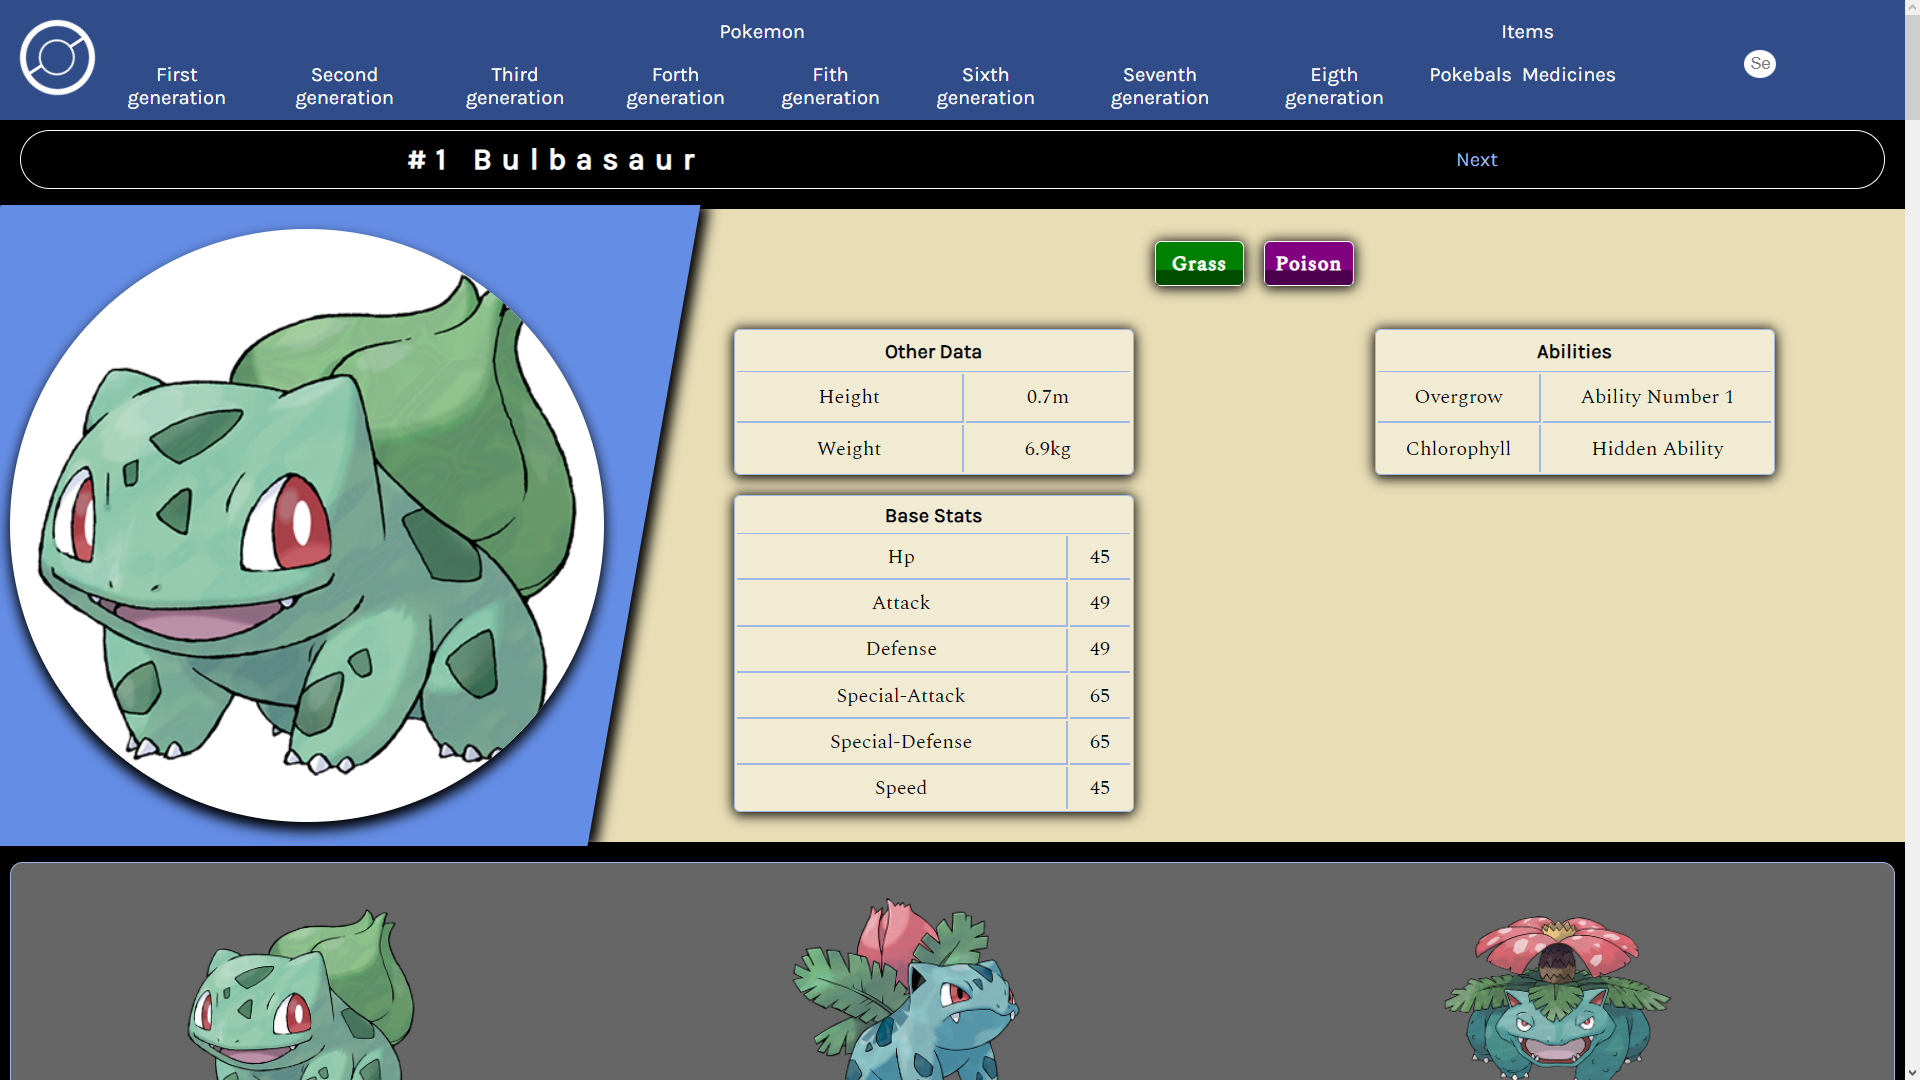 Pokemon
Items
First generation
Second generation
Third generation
Forth generation
Fith generation
Sixth generation
Seventh generation
Eigth generation
Pokebals Medicines
Se
#1 Bulbasaur
Next
Grass
Poison
Other Data
Height 0.7m
Weight 6.9kg
Abilities
Overgrow Ability Number 1
Chlorophyll Hidden Ability
Base Stats
Hp 45
Attack 49
Defense 49
Special-Attack 65
Special-Defense 65
Speed 45